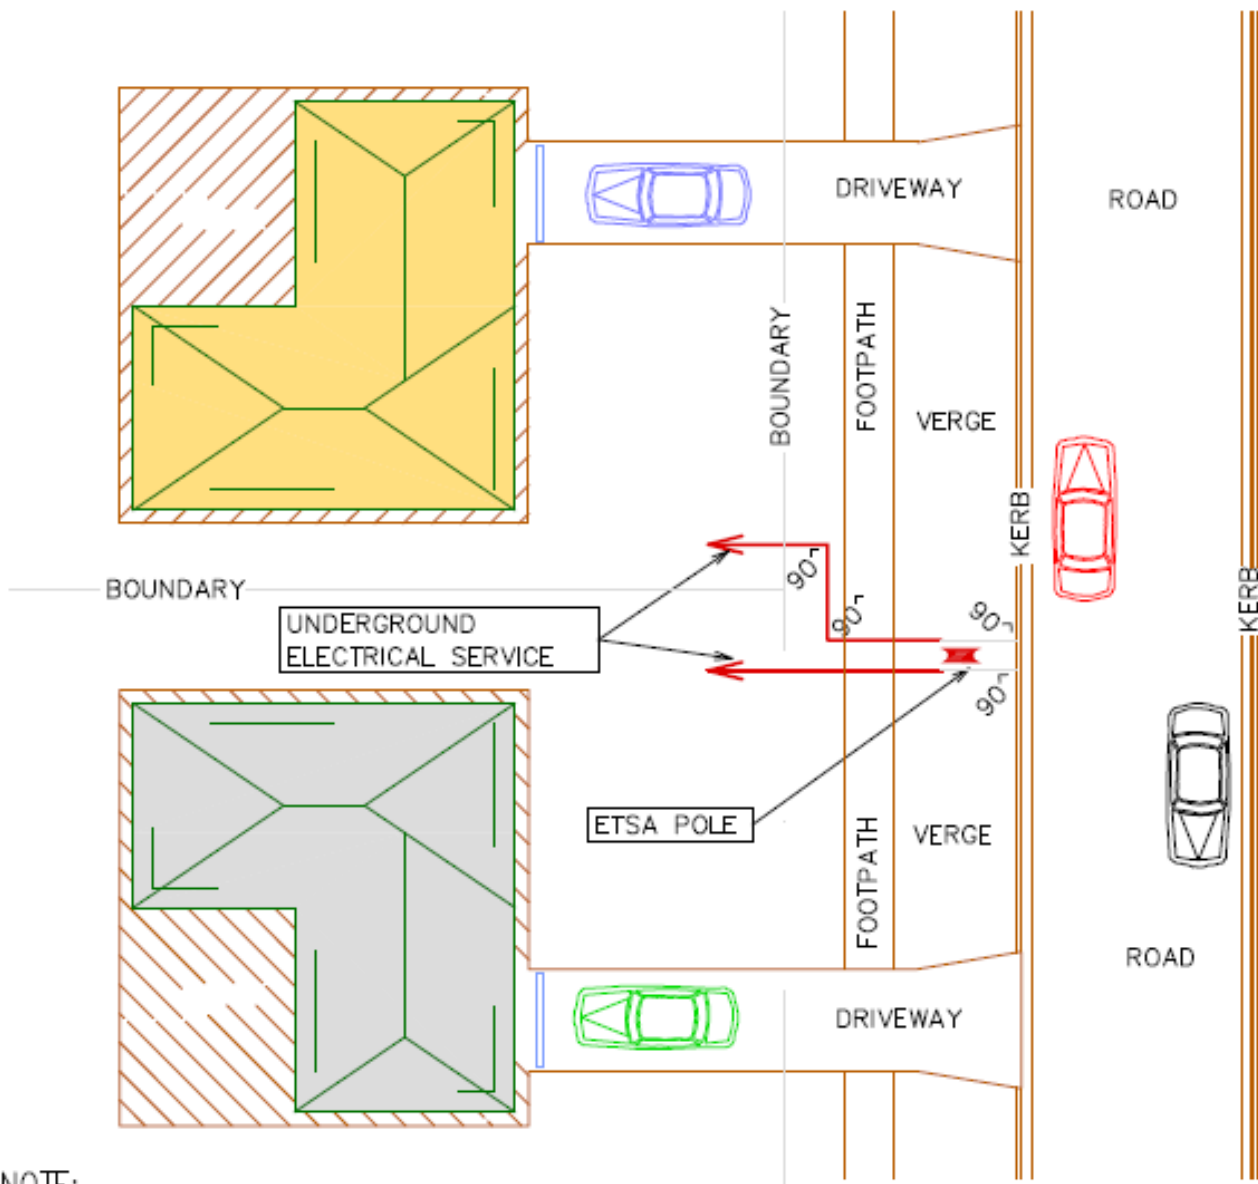 DRIVEWAY
ROAD
BOUNDARY
FOOTPATH
VERGE
KERB
KERB
BOUNDARY
90
90
90
90
UNDERGROUND
ELECTRICAL SERVICE
ETSA POLE
FOOTPATH
VERGE
ROAD
DRIVEWAY
NOTE: